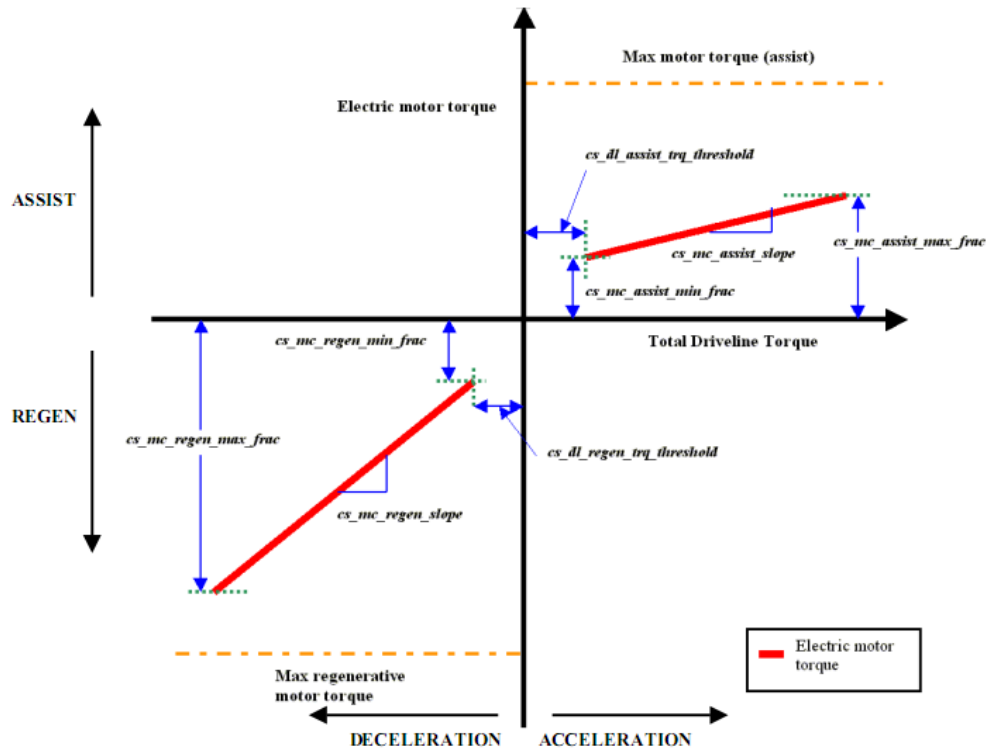 Max motor torque (assist)
Electric motor torque
cs_dl_assist_trq_threshold
ASSIST
cs_mc_assist_max_frac
cs_mc_assist_slope
cs_mc_assist_min_frac
cs_mc_regen_min_frac
Total Driveline Torque
REGEN
cs_mc_regen_max_frac
cs_dl_regen_trq_threshold
cs_mc_regen_slope
Electric motor
torque
Max regenerative
motor torque
DECELERATION
ACCELERATION